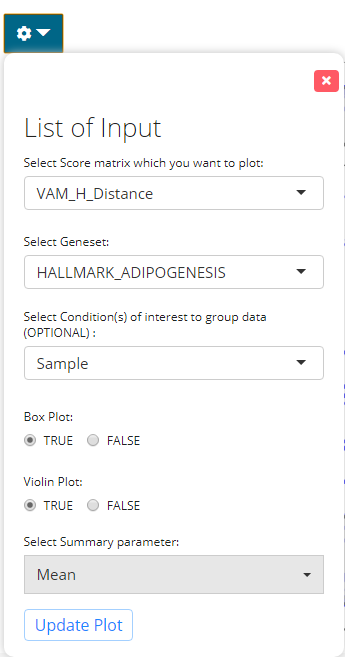 List of Input
Select Score matrix which you want to plot:
VAM_H_Distance
Select Geneset:
HALLMARK_ADIPOGENESIS
Select Condition(s) of interest to group data
(OPTIONAL) :
Sample
Box Plot:
TRUE FALSE
Violin Plot:
TRUE FALSE
Select Summary parameter:
Mean
Update Plot